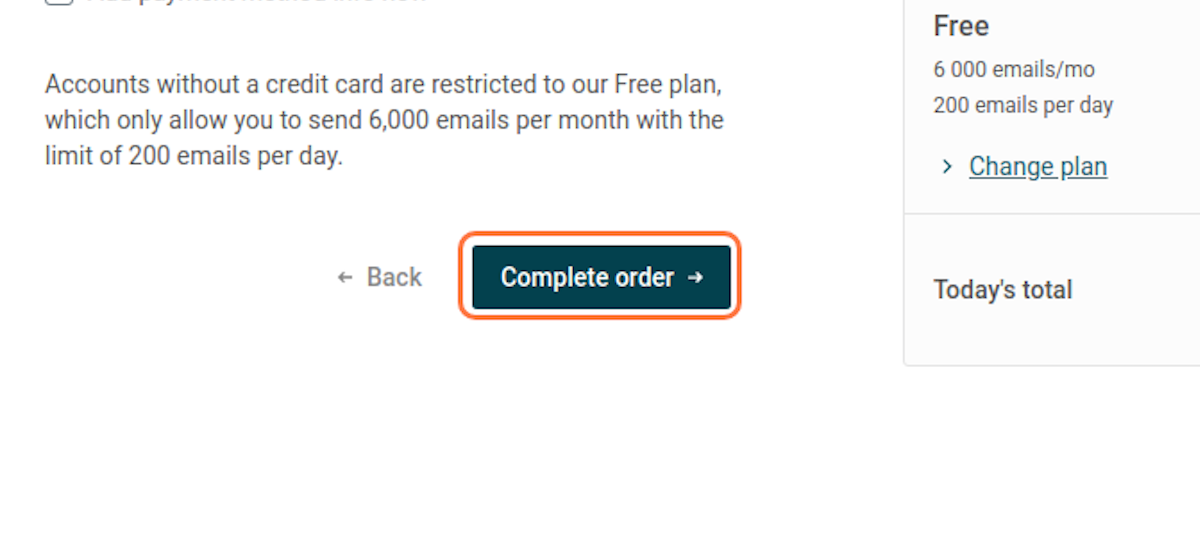 Accounts without a credit card are restricted to our Free plan,
which only allow you to send 6,000 emails per month with the
limit of 200 emails per day.
← Back
Complete order →
Free
6 000 emails/mo
200 emails per day
> Change plan
Today's total